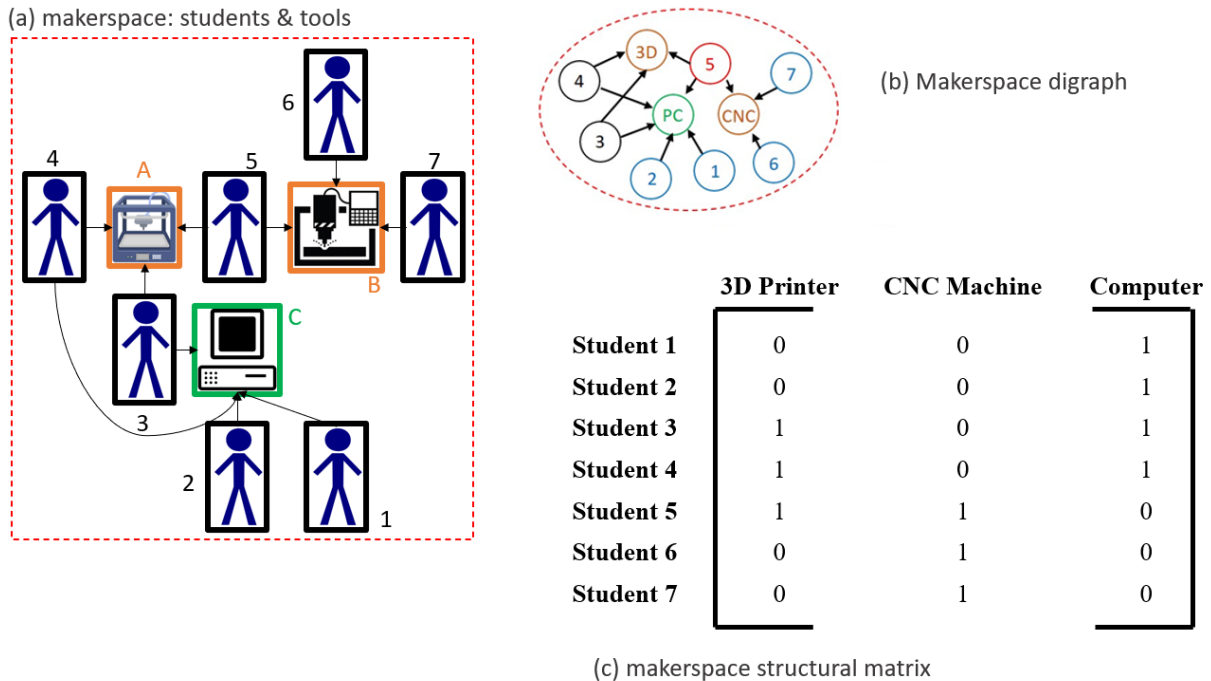 (a) makerspace: students & tools
6
4
A
5
7
B
C
3
2
1
(b) Makerspace digraph
3D
5
7
4
PC
CNC
3
2
1
6
3D Printer CNC Machine Computer
Student 1 0 0 1
Student 2 0 0 1
Student 3 1 0 1
Student 4 1 0 1
Student 5 1 1 0
Student 6 0 1 0
Student 7 0 1 0
(c) makerspace structural matrix